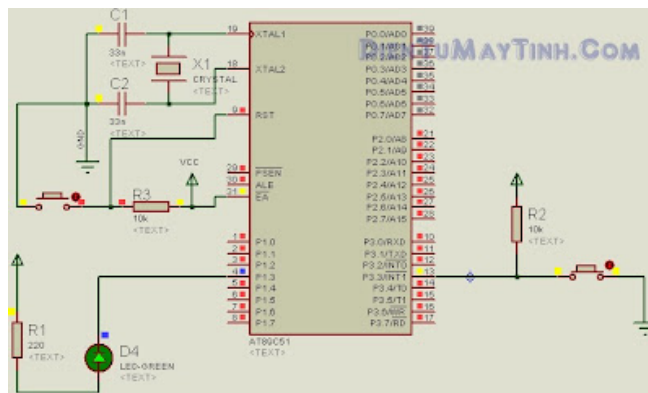 C1
33n
<TEXT>
X1
CRYSTAL
<TEXT>
C2
33n
<TEXT>
GND
VCC
R3
10k
<TEXT>
R1
220
<TEXT>
D4
LED-GREEN
<TEXT>
R2
10k
<TEXT>
19 XTAL1
18 XTAL2
9 RST
29 PSEN
30 ALE
31 EA
1 P1.0
2 P1.1
3 P1.2
4 P1.3
5 P1.4
6 P1.5
7 P1.6
8 P1.7
P0.0/AD0 39
P0.1/AD1 38
P0.2/AD2
P0.3/AD3 36
P0.4/AD4 35
P0.5/AD5 34
P0.6/AD6 33
P0.7/AD7 32
P2.0/A8 21
P2.1/A9 22
P2.2/A10 23
P2.3/A11 24
P2.4/A12 25
P2.5/A13 26
P2.6/A14 27
P2.7/A15 28
P3.0/RXD 10
P3.1/TXD 11
P3.2/INT0 12
P3.3/INT1 13
P3.4/T0 14
P3.5/T1 15
P3.6/WR 16
P3.7/RD 17
AT89C51
<TEXT>